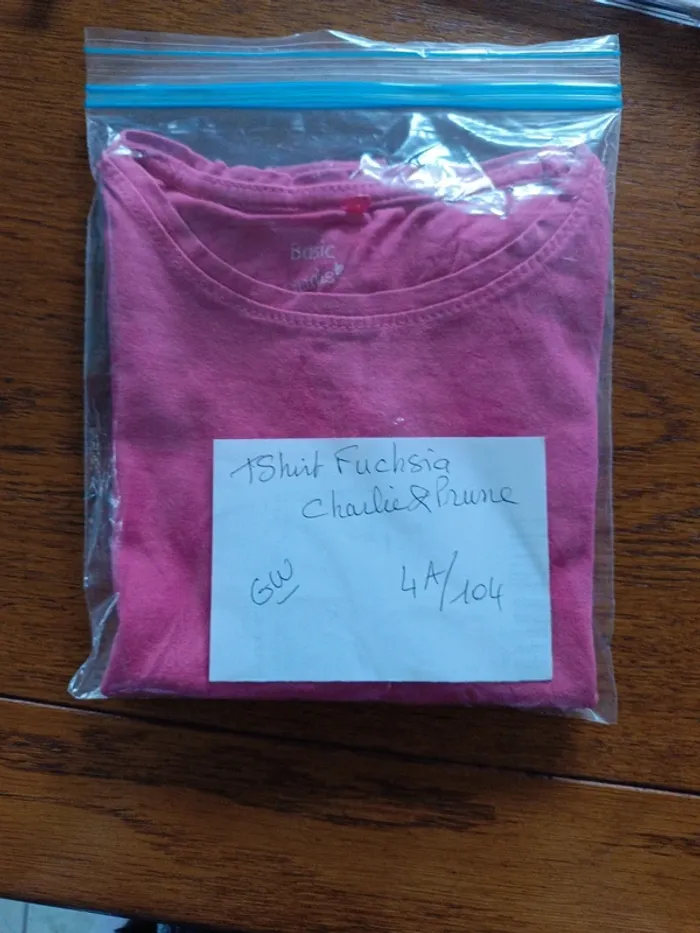 Basic
TShirt Fuchsia
Charlie&Prune
GW
4A/104